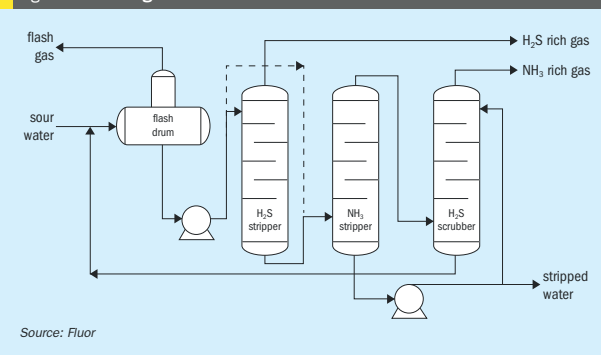 flash
gas
H₂S rich gas
NH₃ rich gas
sour
water
flash
drum
H₂S
stripper
NH₃
stripper
H₂S
scrubber
stripped
water
Source: Fluor